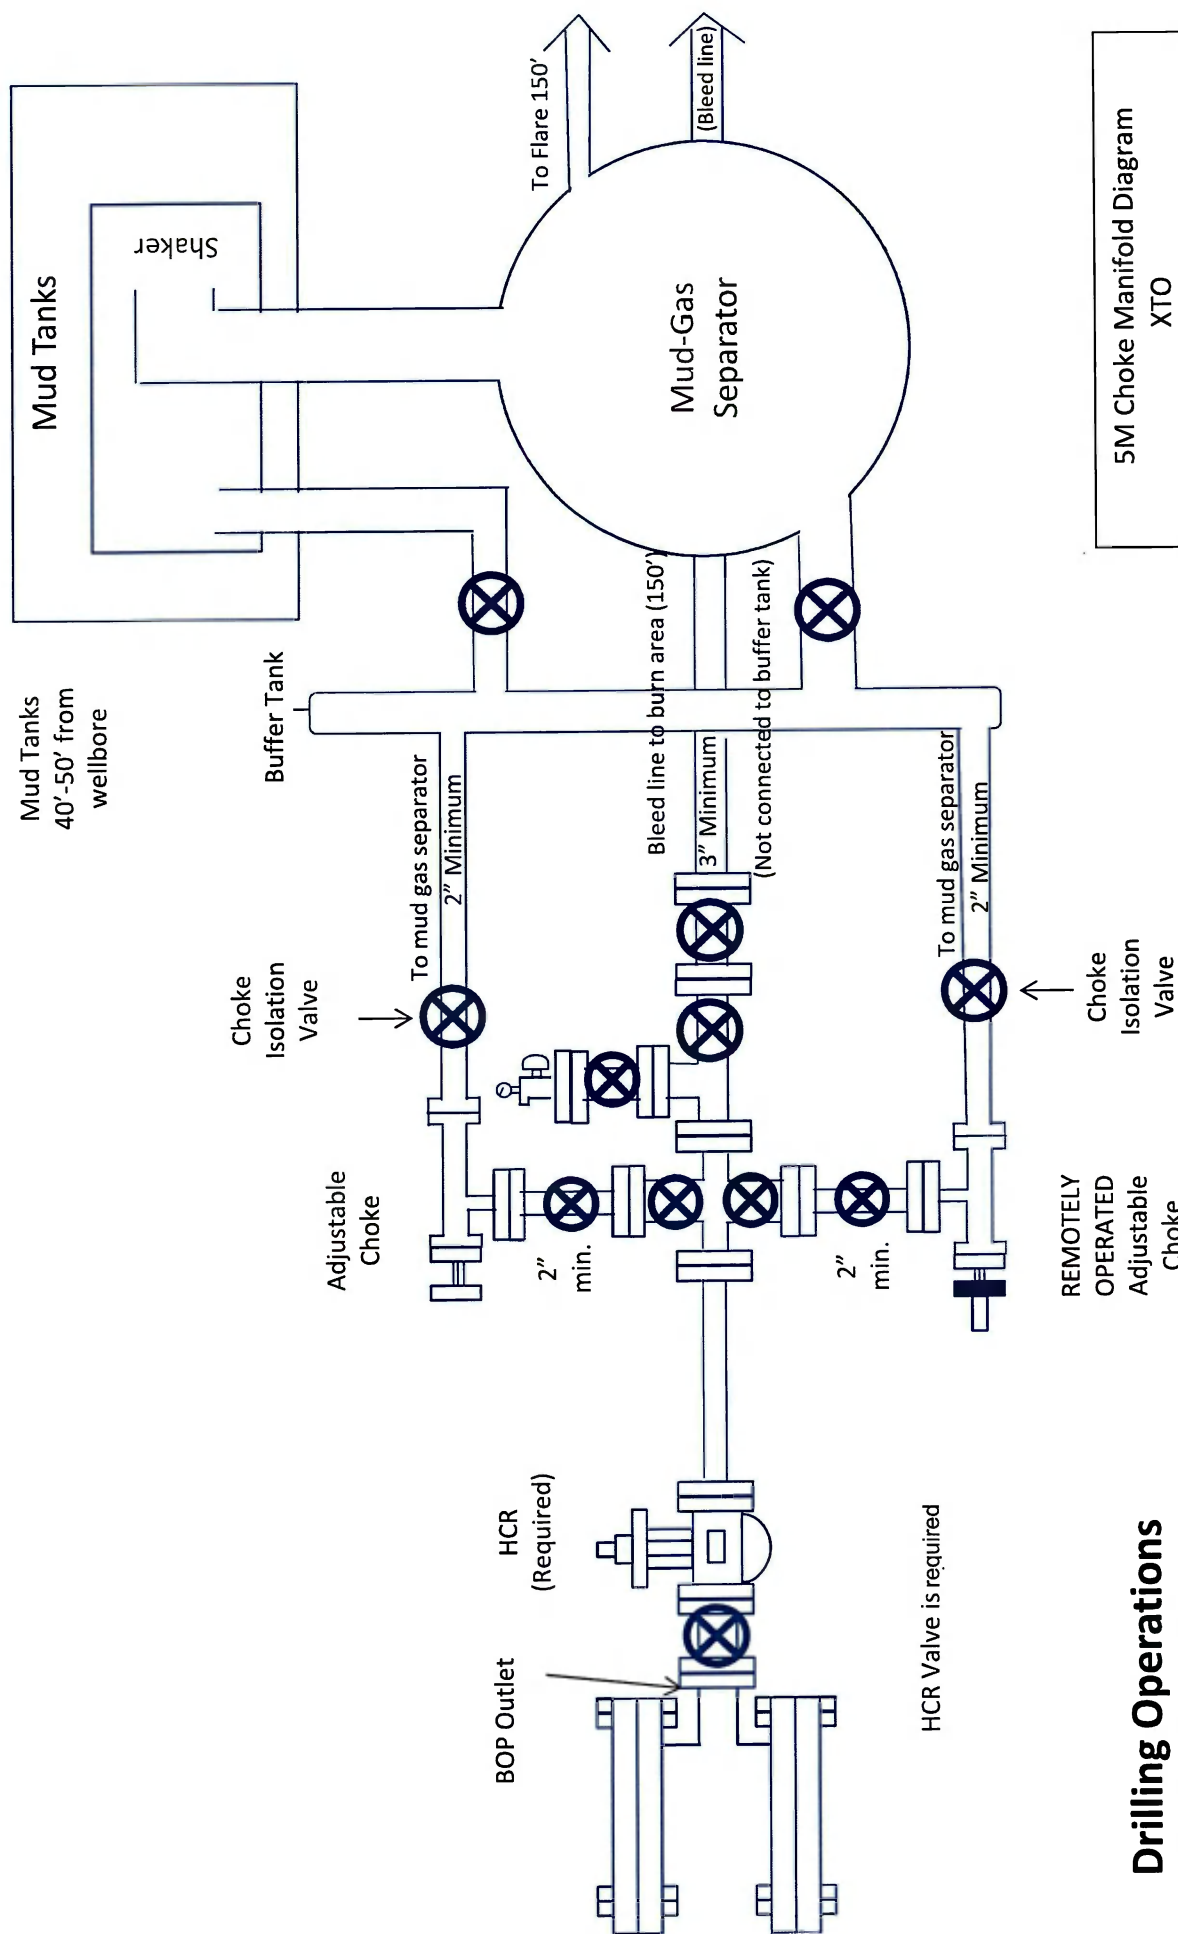 Mud Tanks
Shaker
Mud Tanks
40’-50’ from
wellbore
Buffer Tank
To Flare 150’
(Bleed line)
Mud-Gas
Separator
Choke
Isolation
Valve
To mud gas separator
2” Minimum
Bleed line to burn area (150’)
3” Minimum
(Not connected to buffer tank)
To mud gas separator
2” Minimum
Choke
Isolation
Valve
Adjustable
Choke
2”
min.
2”
min.
REMOTELY
OPERATED
Adjustable
Choke
HCR
(Required)
BOP Outlet
HCR Valve is required
Drilling Operations
5M Choke Manifold Diagram
XTO